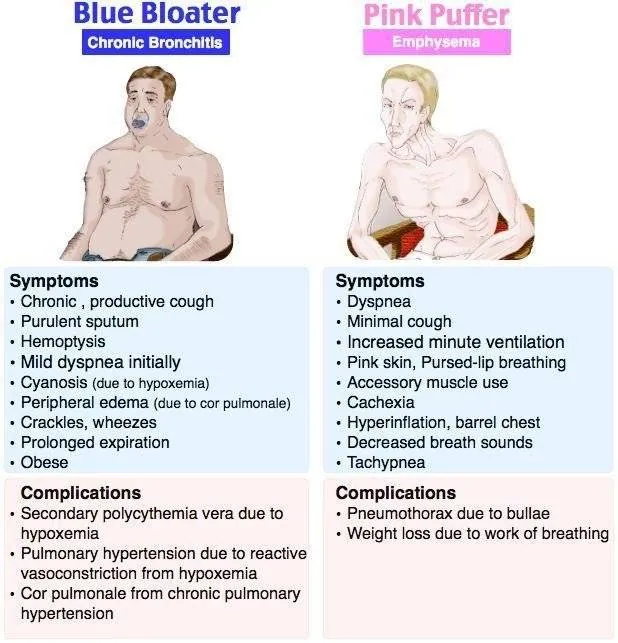 Blue Bloater
Chronic Bronchitis
Symptoms
• Chronic , productive cough
• Purulent sputum
• Hemoptysis
• Mild dyspnea initially
• Cyanosis (due to hypoxemia)
• Peripheral edema (due to cor pulmonale)
• Crackles, wheezes
• Prolonged expiration
• Obese
Complications
• Secondary polycythemia vera due to
hypoxemia
• Pulmonary hypertension due to reactive
vasoconstriction from hypoxemia
• Cor pulmonale from chronic pulmonary
hypertension
Pink Puffer
Emphysema
Symptoms
• Dyspnea
• Minimal cough
• Increased minute ventilation
• Pink skin, Pursed-lip breathing
• Accessory muscle use
• Cachexia
• Hyperinflation, barrel chest
• Decreased breath sounds
• Tachypnea
Complications
• Pneumothorax due to bullae
• Weight loss due to work of breathing